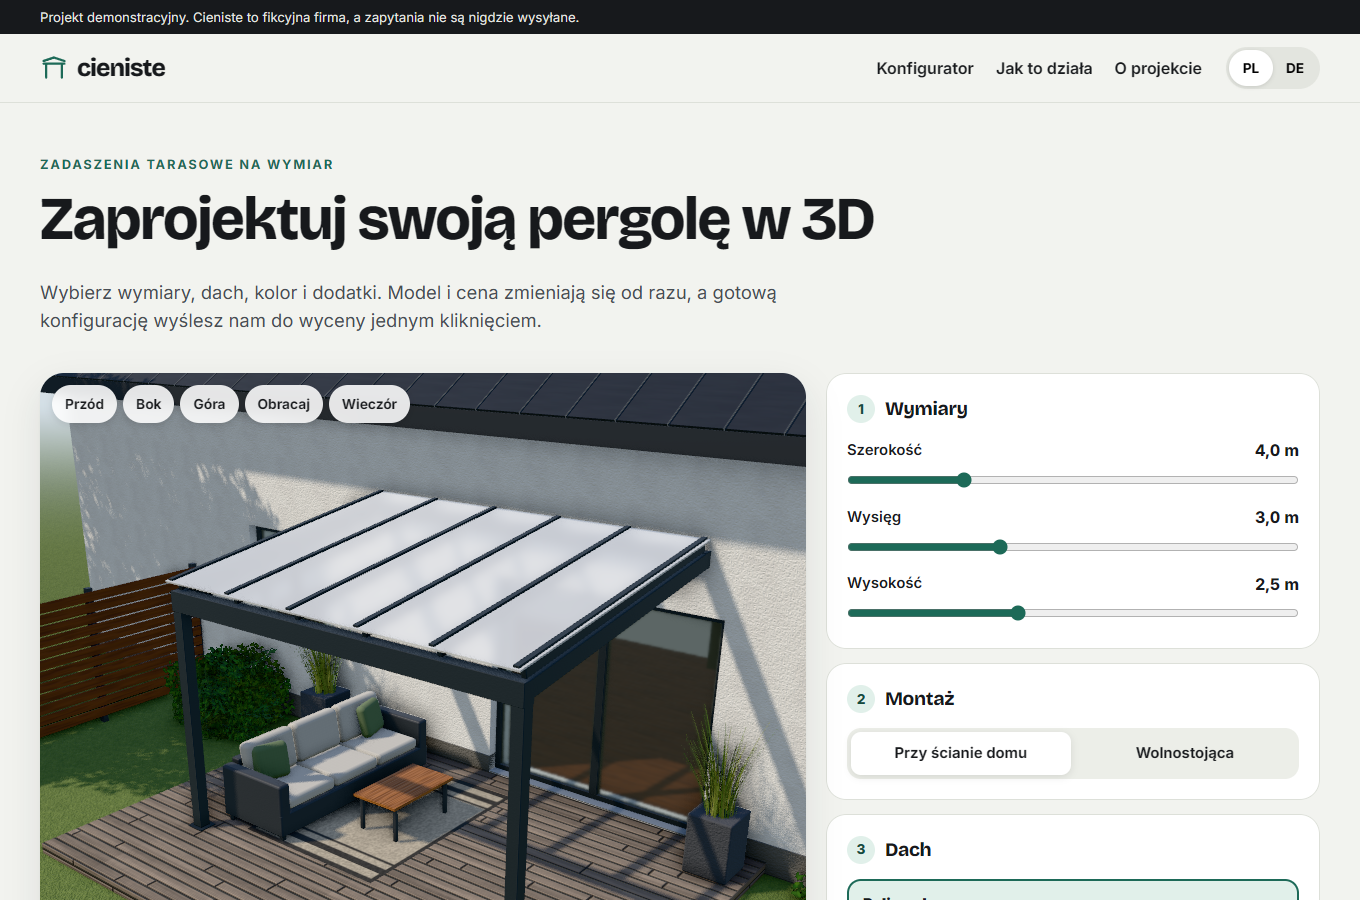 Projekt demonstracyjny. Cieniste to fikcyjna firma, a zapytania nie są nigdzie wysyłane.
cieniste
Konfigurator
Jak to działa
O projekcie
PL
DE
ZADASZENIA TARASOWE NA WYMIAR
Zaprojektuj swoją pergolę w 3D
Wybierz wymiary, dach, kolor i dodatki. Model i cena zmieniają się od razu, a gotową
konfigurację wyślesz nam do wyceny jednym kliknięciem.
Przód
Bok
Góra
Obracaj
Wieczór
1 Wymiary
Szerokość 4,0 m
Wysięg 3,0 m
Wysokość 2,5 m
2 Montaż
Przy ścianie domu
Wolnostojąca
3 Dach